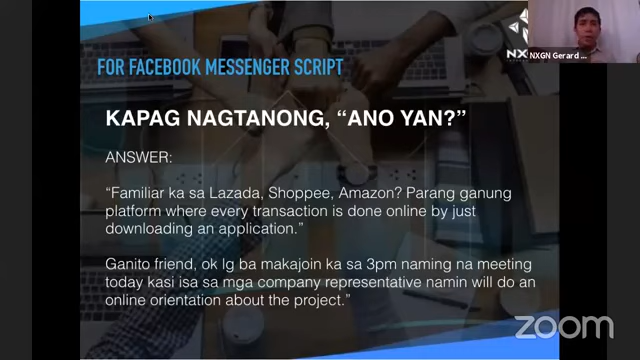 NXG
NXGN Gerard ...
FOR FACEBOOK MESSENGER SCRIPT
KAPAG NAGTANONG, “ANO YAN?”
ANSWER:
“Familiar ka sa Lazada, Shoppee, Amazon? Parang ganung
platform where every transaction is done online by just
downloading an application.”
Ganito friend, ok lg ba makajoin ka sa 3pm naming na meeting
today kasi isa sa mga company representative namin will do an
online orientation about the project.”
zoom